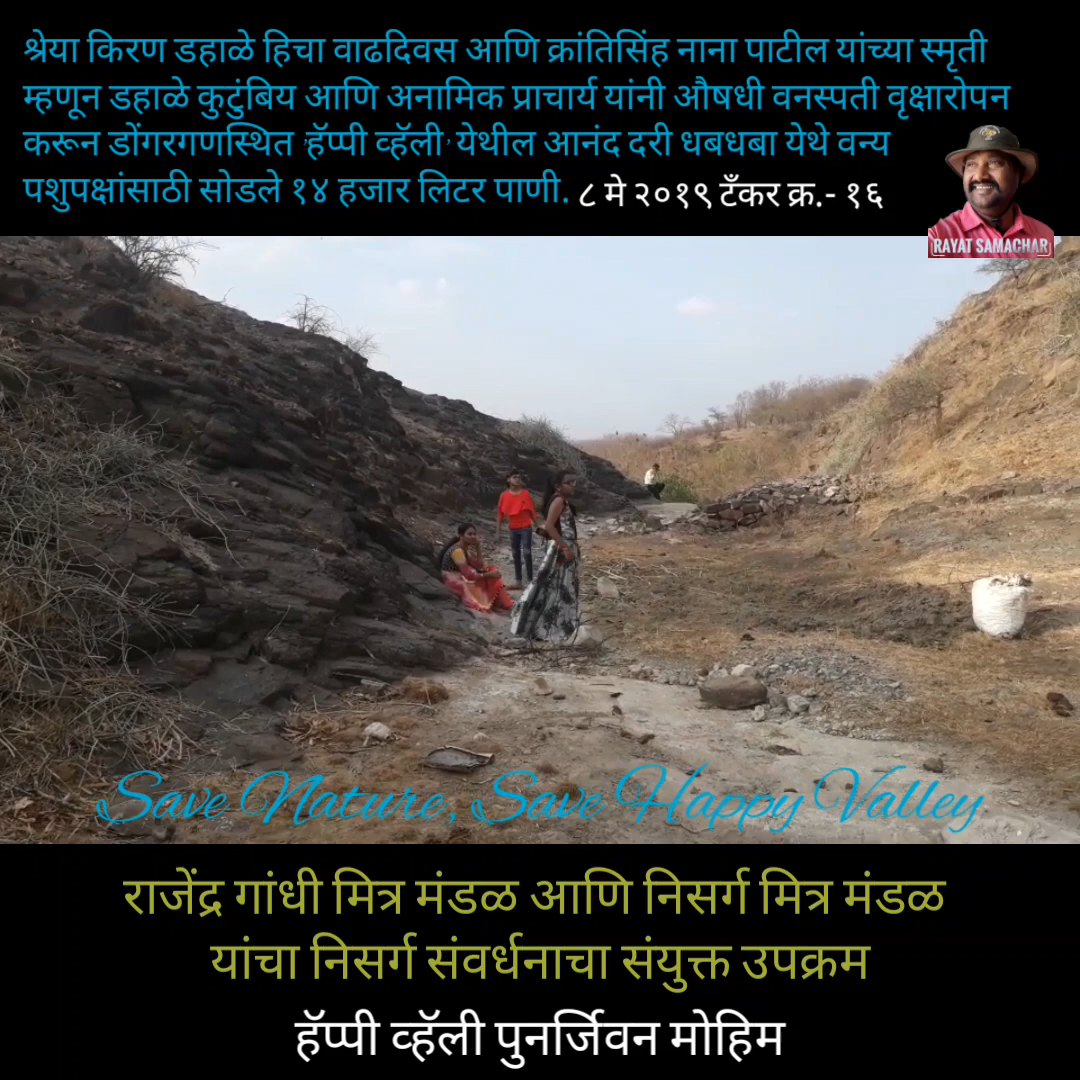 श्रेया किरण डहाळे हिचा वाढदिवस आणि क्रांतिसिंह नाना पाटील यांच्या स्मृती
म्हणून डहाळे कुटुंबिय आणि अनामिक प्राचार्य यांनी औषधी वनस्पती वृक्षारोपन
करून डोंगरगणस्थित 'हॅप्पी व्हॅली' येथील आनंद दरी धबधबा येथे वन्य
पशुपक्षांसाठी सोडले १४ हजार लिटर पाणी. ८ मे २०१९ टँकर क्र.- १६
RAYAT SAMACHAR
Save Nature, Save Happy Valley
राजेंद्र गांधी मित्र मंडळ आणि निसर्ग मित्र मंडळ
यांचा निसर्ग संवर्धनाचा संयुक्त उपक्रम
हॅप्पी व्हॅली पुनर्जिवन मोहिम